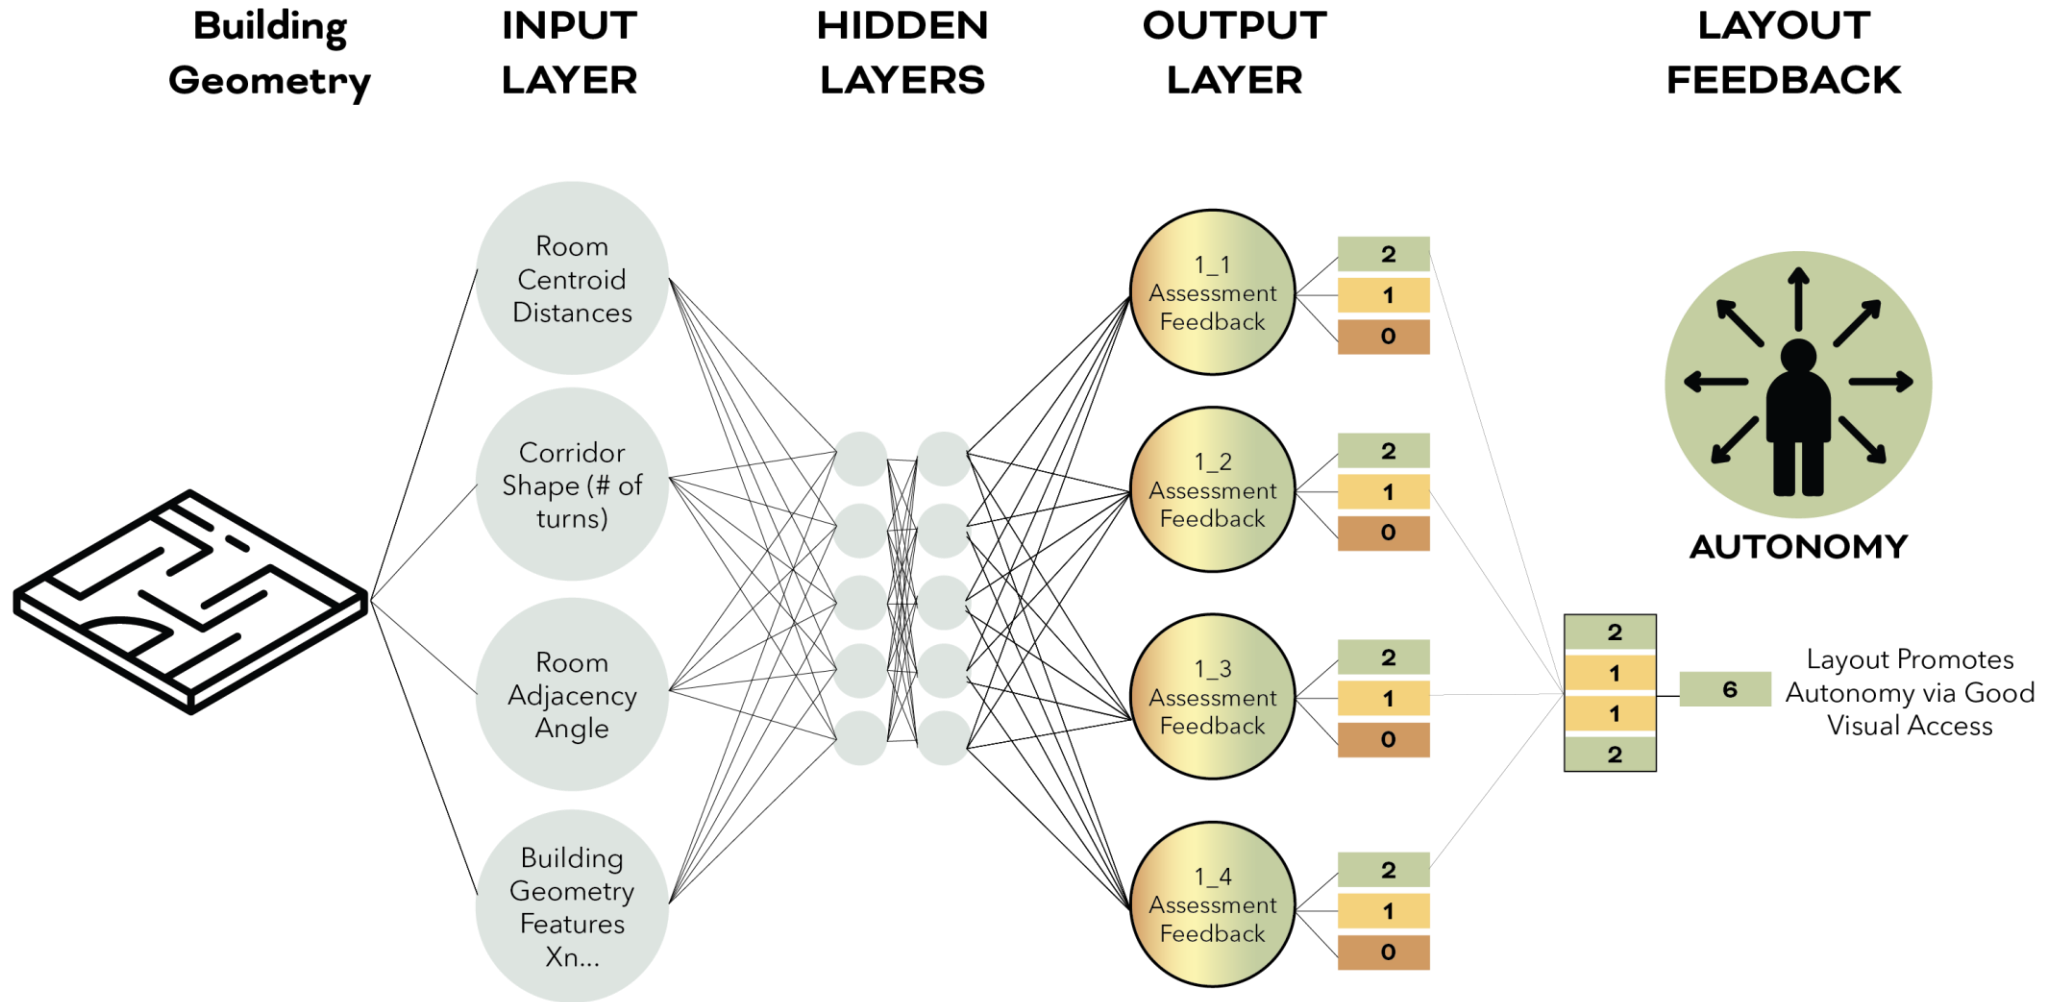 Building
Geometry
INPUT
LAYER
HIDDEN
LAYERS
OUTPUT
LAYER
LAYOUT
FEEDBACK
Room
Centroid
Distances
Corridor
Shape (# of
turns)
Room
Adjacency
Angle
Building
Geometry
Features
Xn...
1_1
Assessment
Feedback
2
1
0
1_2
Assessment
Feedback
2
1
0
1_3
Assessment
Feedback
2
1
0
1_4
Assessment
Feedback
2
1
0
AUTONOMY
2
1
1
2
6
Layout Promotes
Autonomy via Good
Visual Access